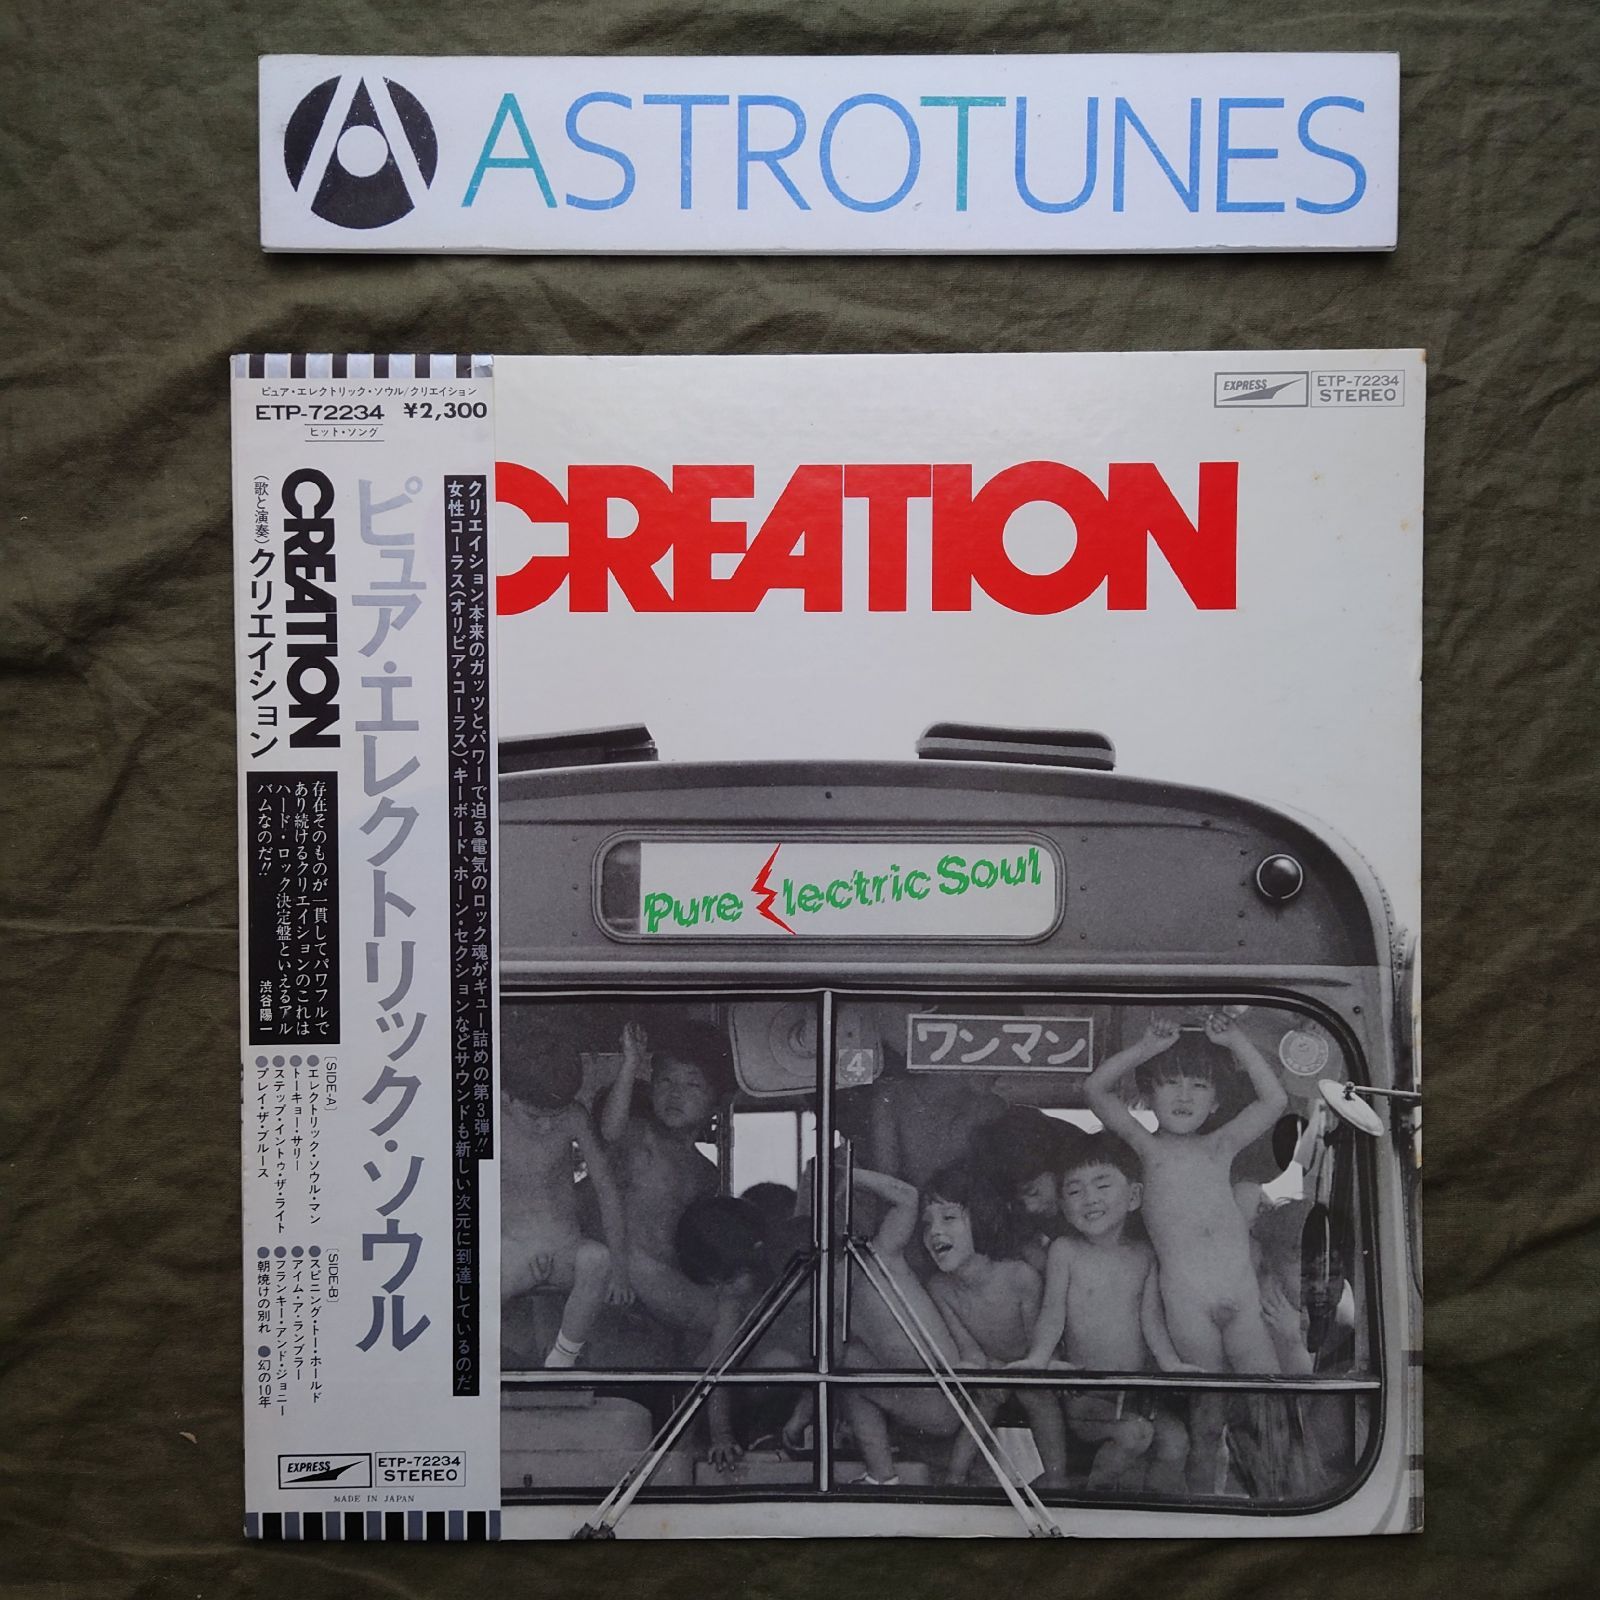 ASTROTUNES
ピュア・エレクトリック・ソウル/クリエイション
ETP-72234 ¥2,300
ヒット・ソング
クリエイション本来のガッツとパワーで迫る電気のロック魂がギュー詰めの第3弾!!
女性コーラス(オリビア・コーラス)、キーボード、ホーン・セクションなどサウンドも新しい次元に到達しているのだ
ピュア・エレクトリック・ソウル
CREATION
(歌と演奏)クリエイション
存在そのものが一貫してパワフルで
あり続けるクリエイションのこれは
ハード・ロック決定盤といえるアル
バムなのだ!!
渋谷陽一
[SIDE-A]
●エレクトリック・ソウル・マン
●トーキョー・サリー
●ステップ・イントゥ・ザ・ライト
●プレイ・ザ・ブルース
[SIDE-B]
●スピニング・トー・ホールド
●アイム・ア・ランブラー
●フランキー・アンド・ジョニー
●朝焼けの別れ ●幻の10年
EXPRESS
ETP-72234
STEREO
MADE IN JAPAN
EXPRESS
ETP-72234
STEREO
CREATION
Pure Electric Soul
ワンマン
4